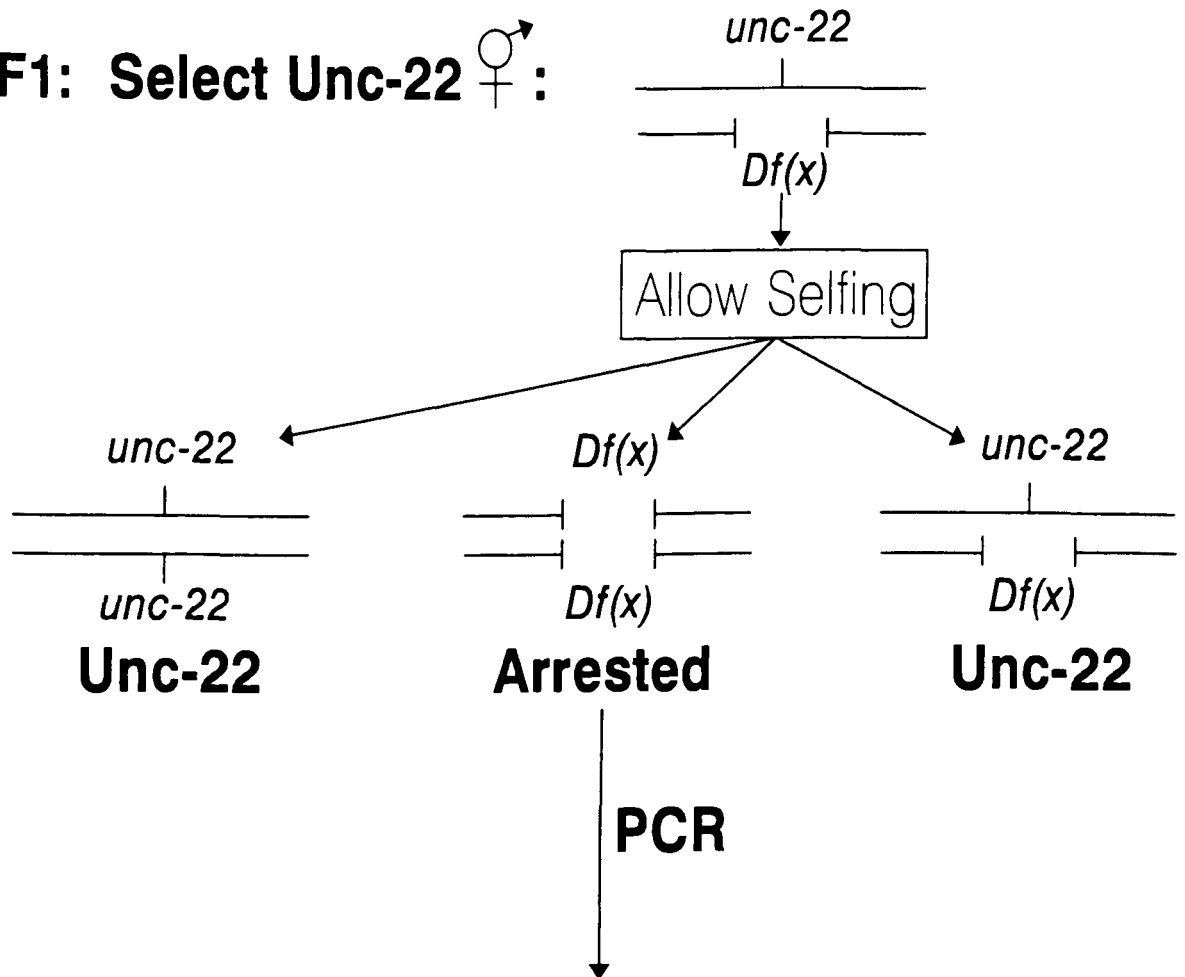 unc-22
F1: Select Unc-22 ⚥:
Df(x)
Allow Selfing
unc-22 Df(x) unc-22
unc-22 Df(x) Df(x)
Unc-22 Arrested Unc-22
PCR